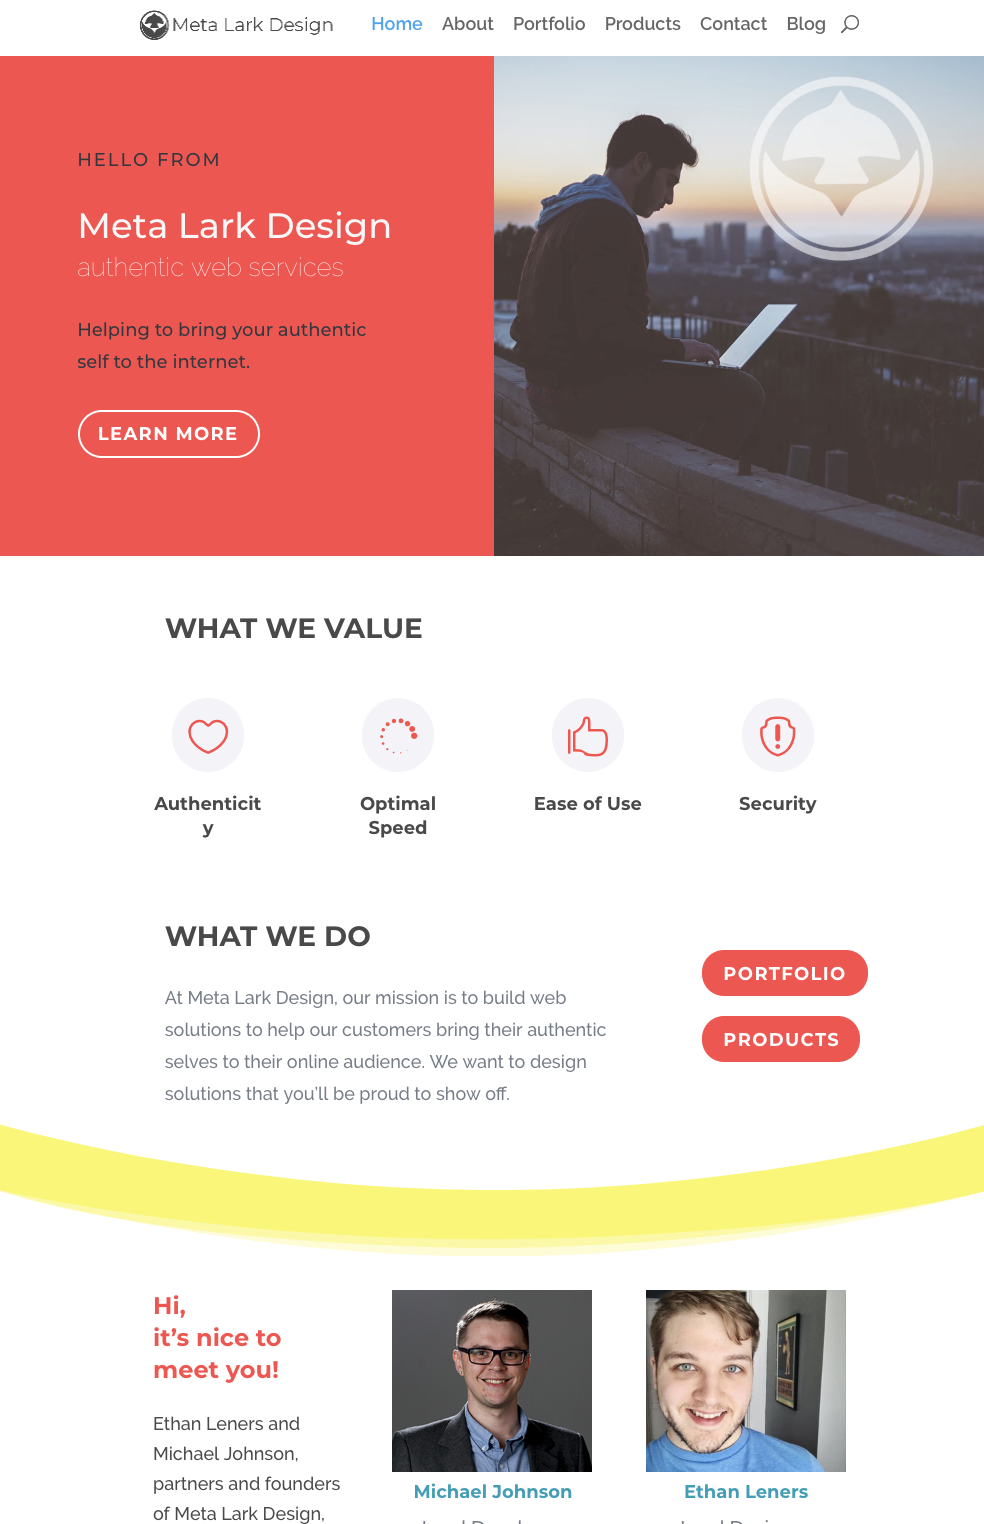 Meta Lark Design
Home About Portfolio Products Contact Blog
HELLO FROM
Meta Lark Design
authentic web services
Helping to bring your authentic
self to the internet.
LEARN MORE
WHAT WE VALUE
Authenticit
y
Optimal
Speed
Ease of Use
Security
WHAT WE DO
At Meta Lark Design, our mission is to build web
solutions to help our customers bring their authentic
selves to their online audience. We want to design
solutions that you’ll be proud to show off.
PORTFOLIO
PRODUCTS
Hi,
it’s nice to
meet you!
Ethan Leners and
Michael Johnson,
partners and founders
of Meta Lark Design,
Michael Johnson
Ethan Leners